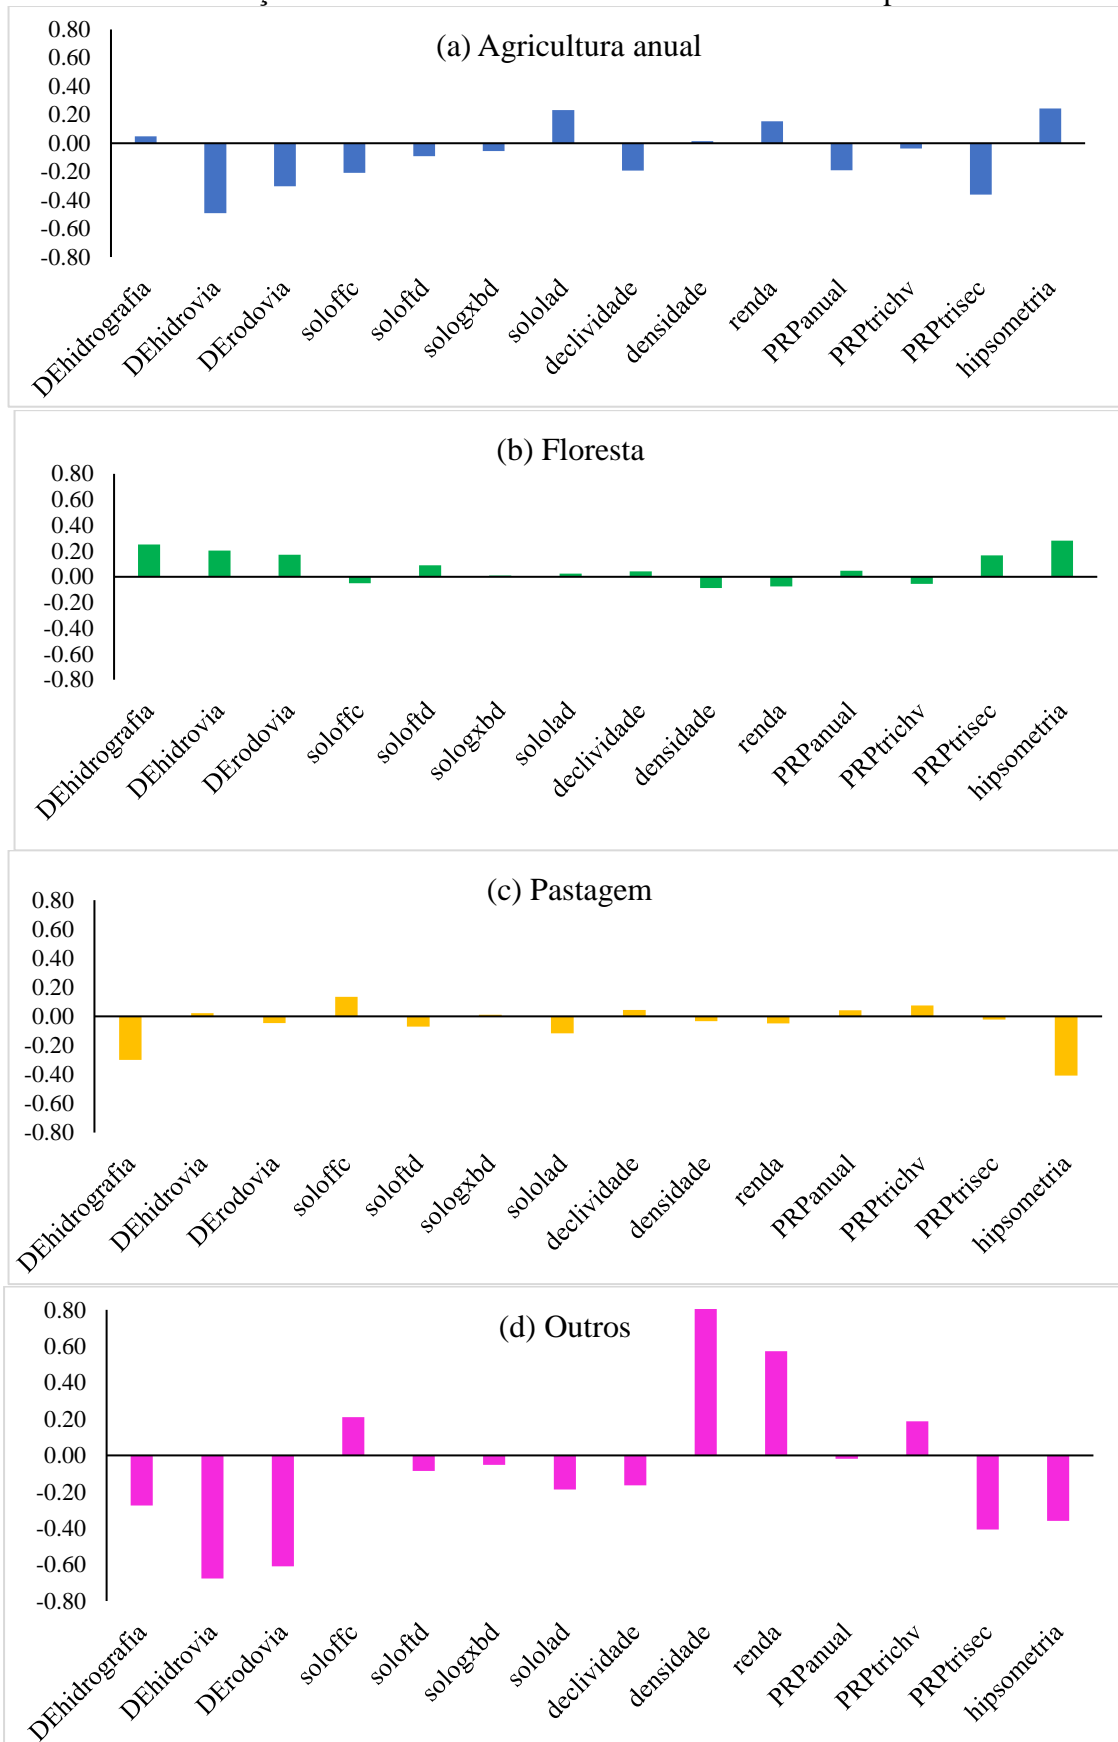 (a) Agricultura anual
0.80
0.60
0.40
0.20
0.00
-0.20
-0.40
-0.60
-0.80
DEhidrografia
DEhidrovia
DErodovia
soloffc
soloftd
sologxbd
sololad
declividade
densidade
renda
PRPanual
PRPtrichv
PRPtrisec
hipsometria
(b) Floresta
0.80
0.60
0.40
0.20
0.00
-0.20
-0.40
-0.60
-0.80
DEhidrografia
DEhidrovia
DErodovia
soloffc
soloftd
sologxbd
sololad
declividade
densidade
renda
PRPanual
PRPtrichv
PRPtrisec
hipsometria
(c) Pastagem
0.80
0.60
0.40
0.20
0.00
-0.20
-0.40
-0.60
-0.80
DEhidrografia
DEhidrovia
DErodovia
soloffc
soloftd
sologxbd
sololad
declividade
densidade
renda
PRPanual
PRPtrichv
PRPtrisec
hipsometria
(d) Outros
0.80
0.60
0.40
0.20
0.00
-0.20
-0.40
-0.60
-0.80
DEhidrografia
DEhidrovia
DErodovia
soloffc
soloftd
sologxbd
sololad
declividade
densidade
renda
PRPanual
PRPtrichv
PRPtrisec
hipsometria